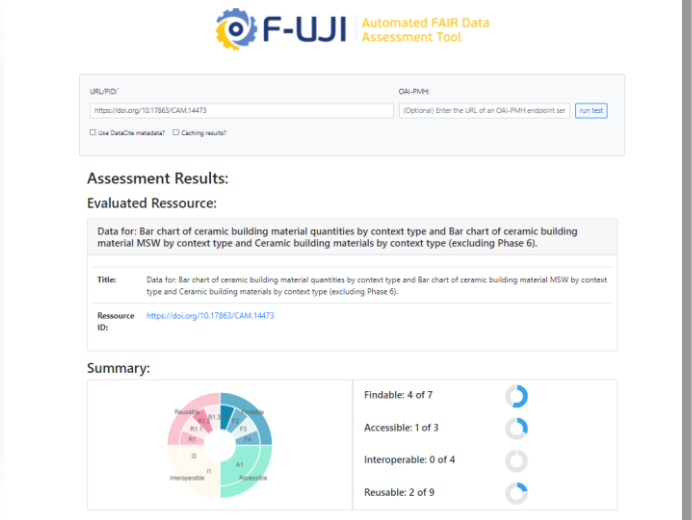 F-UJI
Automated FAIR Data
Assessment Tool
URL/PID:*
OAI-PMH:
https://doi.org/10.17863/CAM.14473
(Optional) Enter the URL of an OAI-PMH endpoint ser
run test
Use DataCite metadata?
Caching results?
Assessment Results:
Evaluated Ressource:
Data for: Bar chart of ceramic building material quantities by context type and Bar chart of ceramic building
material MSW by context type and Ceramic building materials by context type (excluding Phase 6).
Title:
Data for: Bar chart of ceramic building material quantities by context type and Bar chart of ceramic building material MSW by context
type and Ceramic building materials by context type (excluding Phase 6).
Ressource
ID:
https://doi.org/10.17863/CAM.14473
Summary:
Reusable
R1.3
R1.2
R1.1
R1
Findable
F2
F3
F4
I3
I1
Interoperable
A1
Accessible
Findable: 4 of 7
Accessible: 1 of 3
Interoperable: 0 of 4
Reusable: 2 of 9